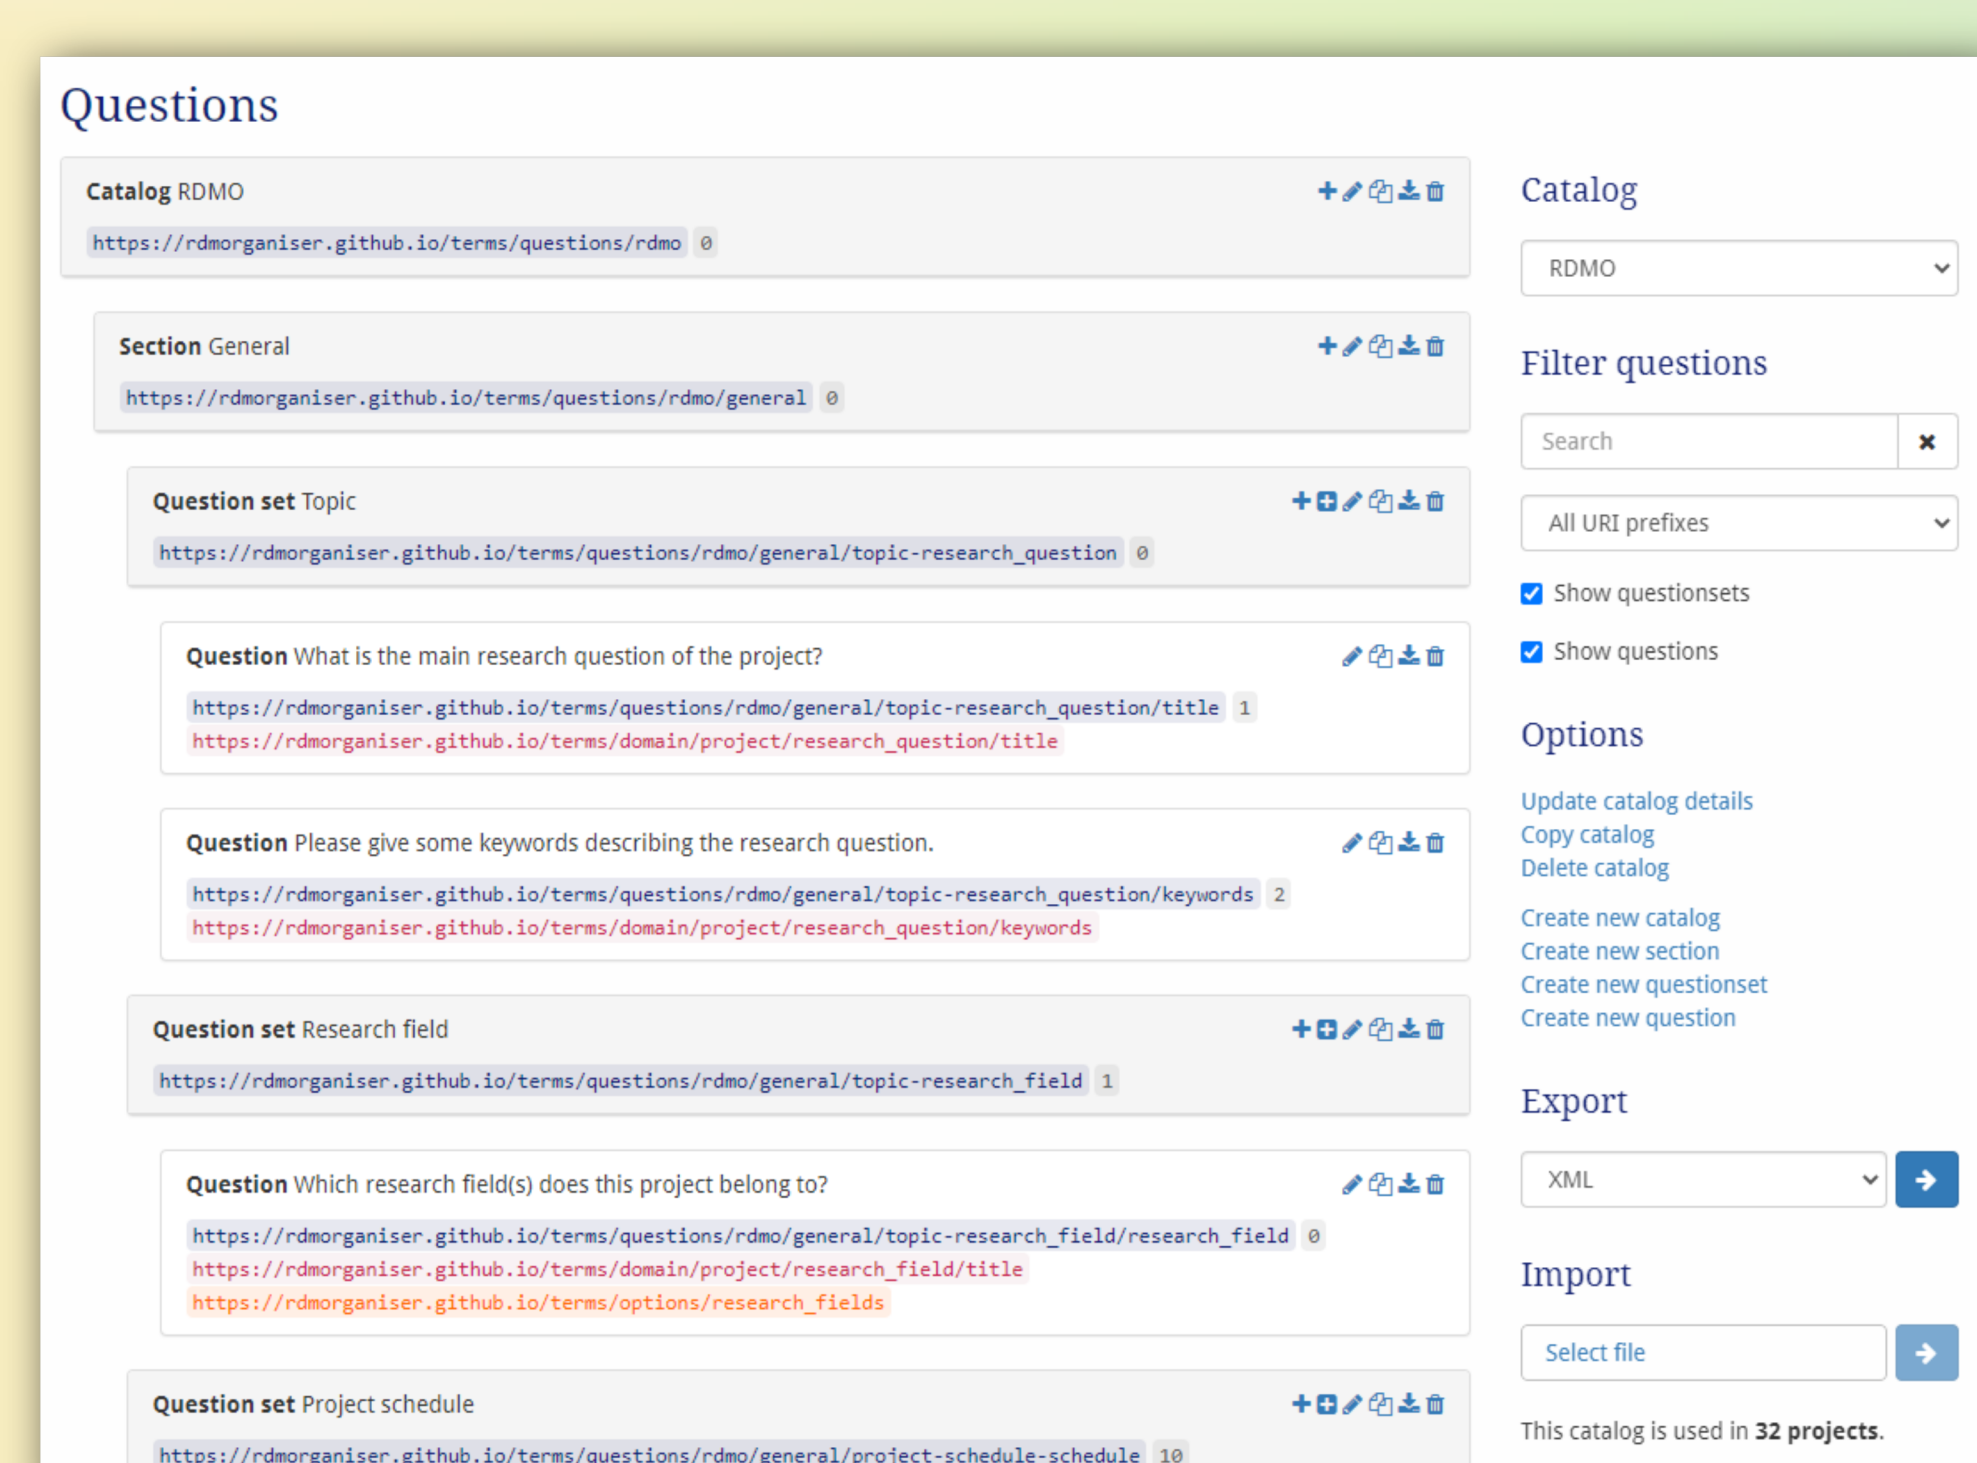 Questions
Catalog RDMO
https://rdmorganiser.github.io/terms/questions/rdmo 0
Section General
https://rdmorganiser.github.io/terms/questions/rdmo/general 0
Question set Topic
https://rdmorganiser.github.io/terms/questions/rdmo/general/topic-research_question 0
Question What is the main research question of the project?
https://rdmorganiser.github.io/terms/questions/rdmo/general/topic-research_question/title 1
https://rdmorganiser.github.io/terms/domain/project/research_question/title
Question Please give some keywords describing the research question.
https://rdmorganiser.github.io/terms/questions/rdmo/general/topic-research_question/keywords 2
https://rdmorganiser.github.io/terms/domain/project/research_question/keywords
Question set Research field
https://rdmorganiser.github.io/terms/questions/rdmo/general/topic-research_field 1
Question Which research field(s) does this project belong to?
https://rdmorganiser.github.io/terms/questions/rdmo/general/topic-research_field/research_field 0
https://rdmorganiser.github.io/terms/domain/project/research_field/title
https://rdmorganiser.github.io/terms/options/research_fields
Question set Project schedule
https://rdmorganiser.github.io/terms/questions/rdmo/general/project-schedule-schedule 10
Catalog
RDMO
Filter questions
Search
All URI prefixes
Show questionsets
Show questions
Options
Update catalog details
Copy catalog
Delete catalog
Create new catalog
Create new section
Create new questionset
Create new question
Export
XML
Import
Select file
This catalog is used in 32 projects.